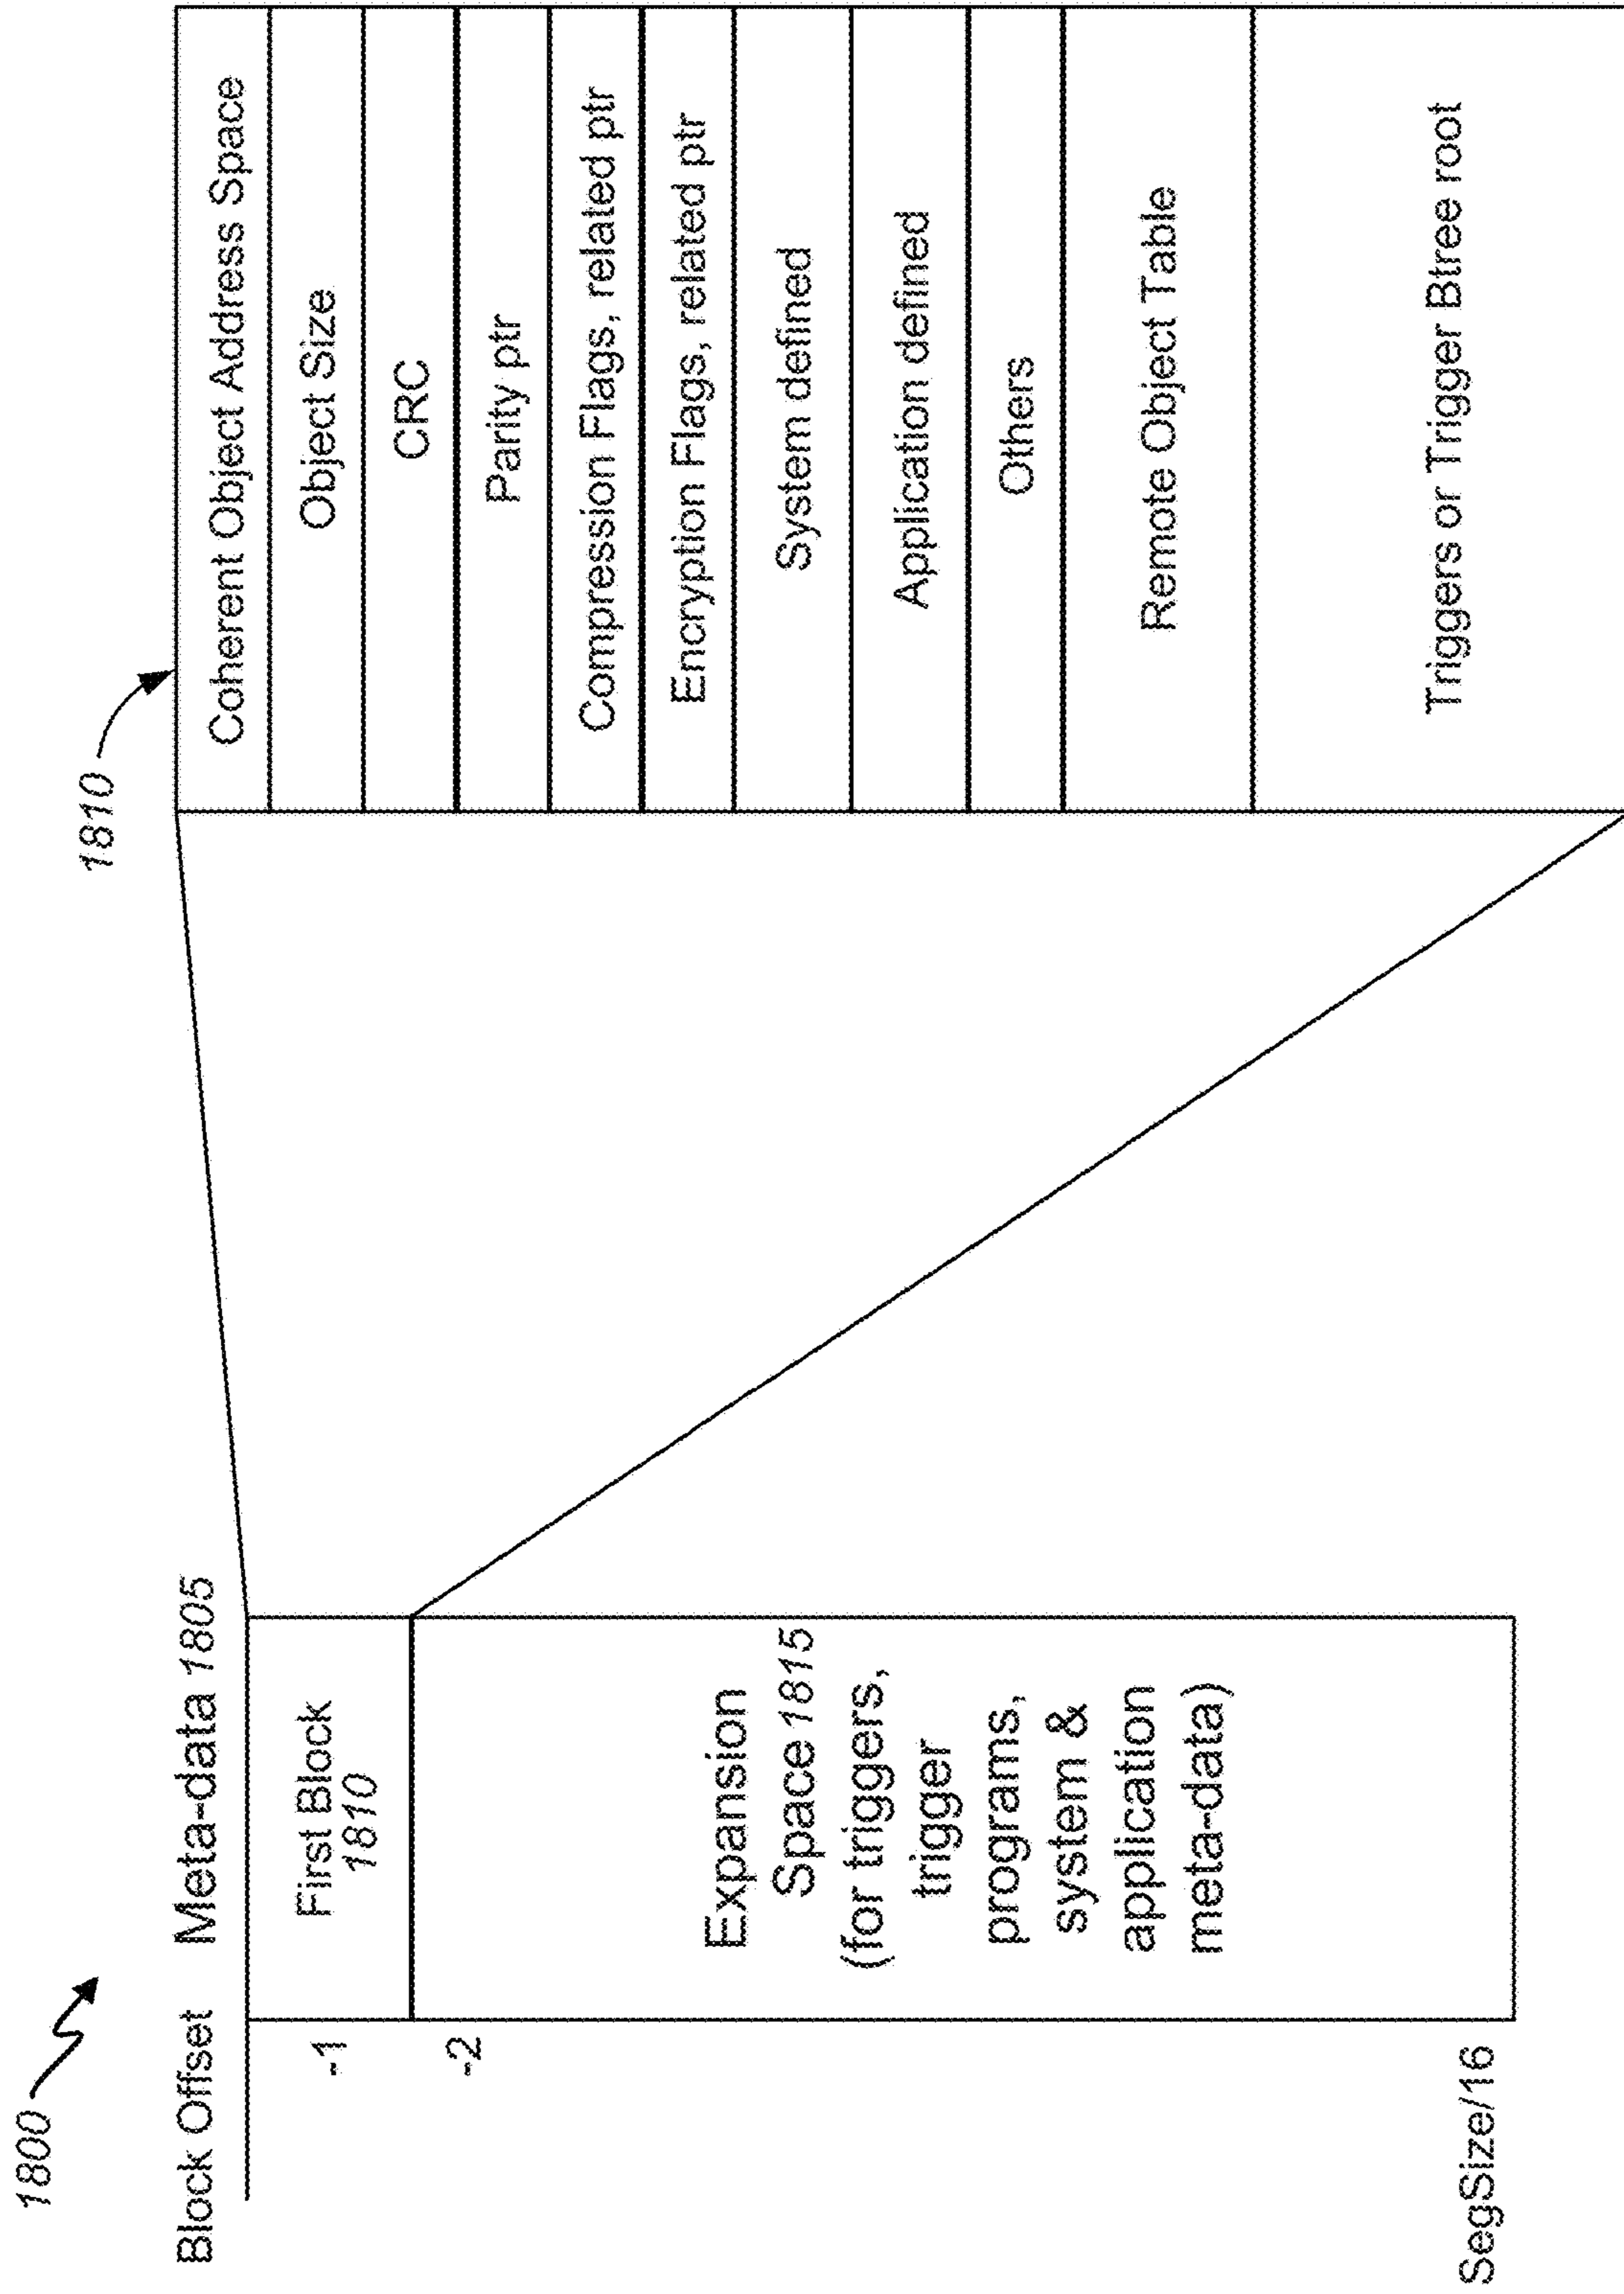 1800
Block Offset
Meta-data 1805
-1
First Block
1810
-2
Expansion
Space 1815
(for triggers,
trigger
programs,
system &
application
meta-data)
SegSize/16
1810
Coherent Object Address Space
Object Size
CRC
Parity ptr
Compression Flags, related ptr
Encryption Flags, related ptr
System defined
Application defined
Others
Remote Object Table
Triggers or Trigger Btree root